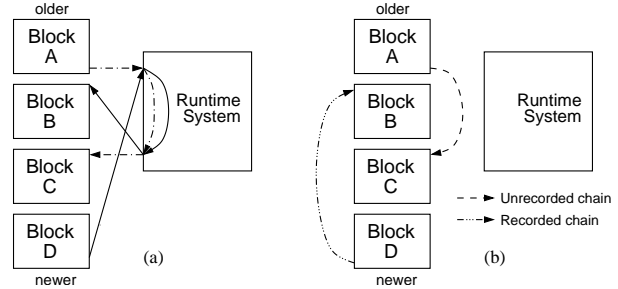 older
Block
A
Block
B
Block
C
Block
D
newer
Runtime
System
(a)
older
Block
A
Block
B
Block
C
Block
D
newer
Runtime
System
Unrecorded chain
Recorded chain
(b)